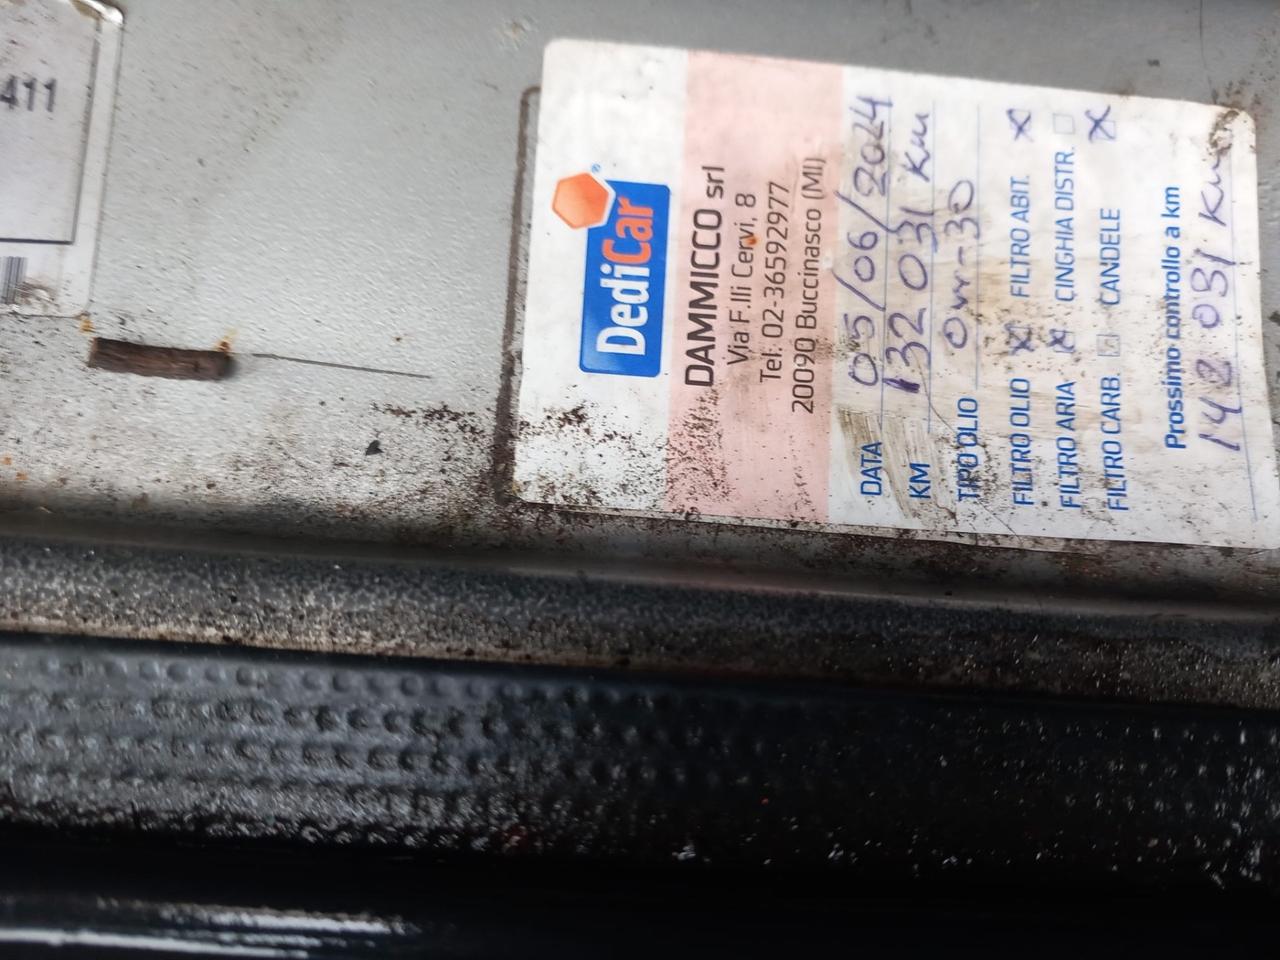 411
DediCar®
DAMMICCO srl
Via F.lli Cervi, 8
Tel. 02-36592977
20090 Buccinasco (MI)
DATA 05/06/2024
KM 132 031 Km
TIPO OLIO 0W-30
FILTRO OLIO X FILTRO ABIT. X
FILTRO ARIA X CINGHIA DISTR.
FILTRO CARB. CANDELE X
Prossimo controllo a km
142 031 Km